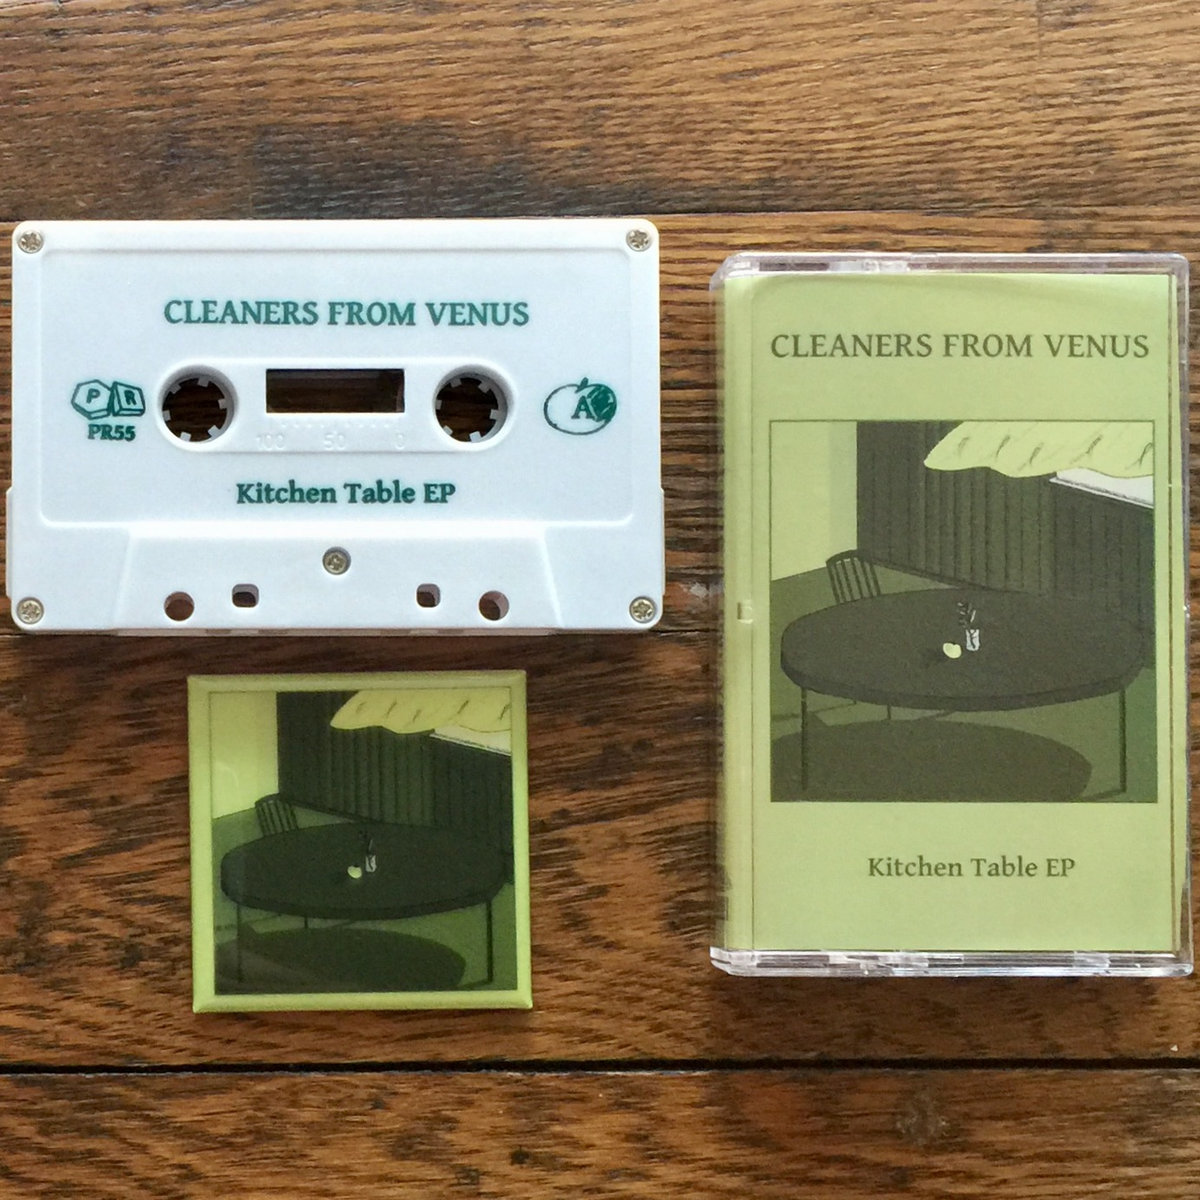 CLEANERS FROM VENUS
P R
PR55
A
100 50 0
Kitchen Table EP
CLEANERS FROM VENUS
Kitchen Table EP